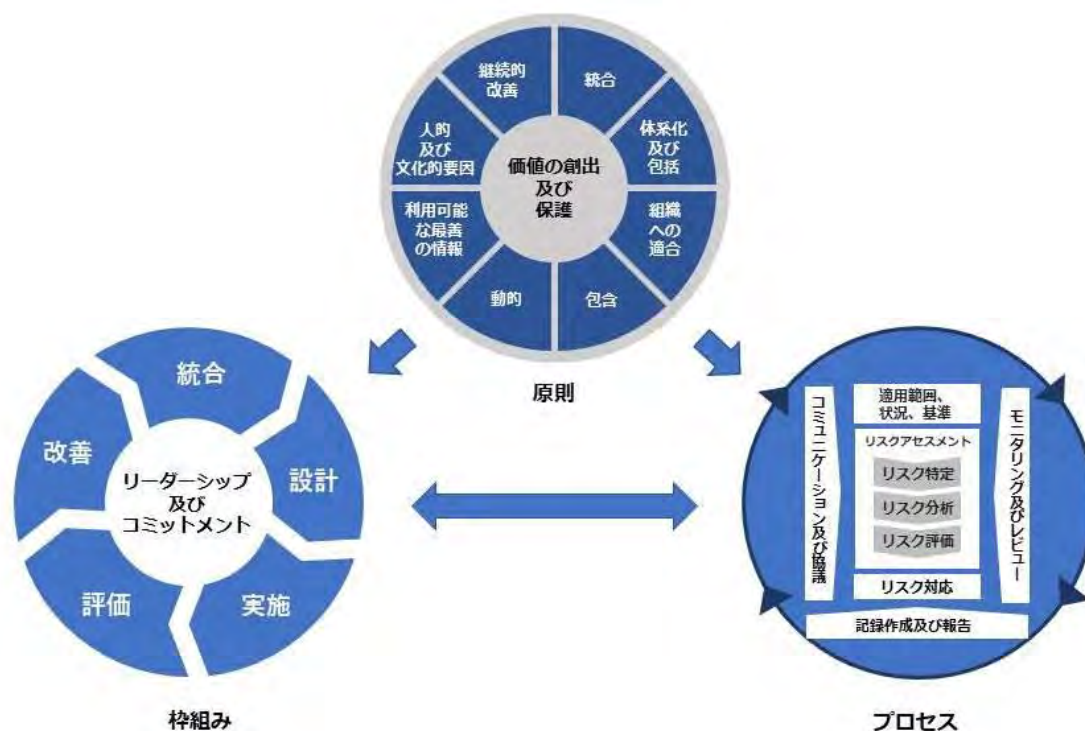 継続的
改善
統合
体系化
及び
包括
組織
への
適合
包含
動的
利用可能
な最善
の情報
人的
及び
文化的要因
価値の創出
及び
保護
原則
統合
設計
実施
評価
改善
リーダーシップ
及び
コミットメント
枠組み
コミュニケーション及び協議
適用範囲、
状況、基準
リスクアセスメント
リスク特定
リスク分析
リスク評価
リスク対応
モニタリング及びレビュー
記録作成及び報告
プロセス